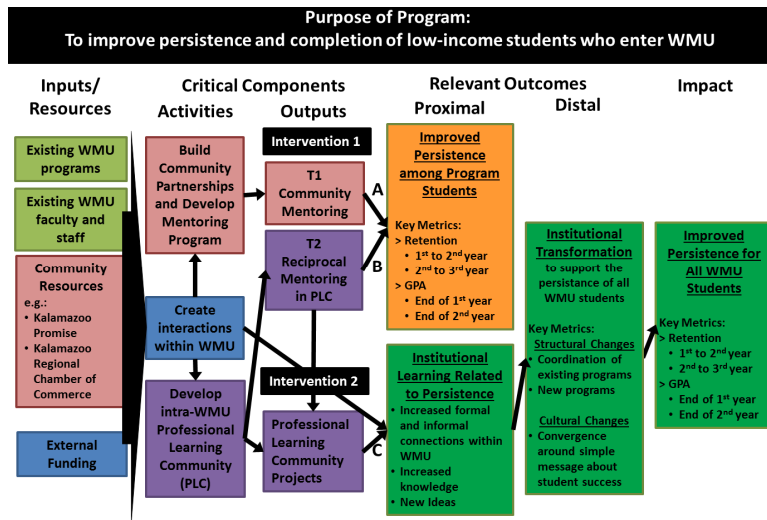 Purpose of Program:
To improve persistence and completion of low-income students who enter WMU
Inputs/
Resources
Critical Components
Activities
Outputs
Relevant Outcomes
Proximal
Distal
Impact
Existing WMU
programs
Existing WMU
faculty and
staff
Community
Resources
e.g.:
• Kalamazoo
Promise
• Kalamazoo
Regional
Chamber of
Commerce
External
Funding
Build
Community
Partnerships
and Develop
Mentoring
Program
Create
interactions
within WMU
Develop
intra-WMU
Professional
Learning
Community
(PLC)
Intervention 1
T1
Community
Mentoring
T2
Reciprocal
Mentoring
in PLC
Intervention 2
Professional
Learning
Community
Projects
A
B
C
Improved
Persistence
among Program
Students
Key Metrics:
> Retention
• 1st to 2nd year
• 2nd to 3rd year
> GPA
• End of 1st year
• End of 2nd year
Institutional
Learning Related
to Persistence
• Increased formal
and informal
connections within
WMU
• Increased
knowledge
• New Ideas
Institutional
Transformation
to support the
persistance of all
WMU students
Key Metrics:
Structural Changes
• Coordination of
existing programs
• New programs
Cultural Changes
• Convergence
around simple
message about
student success
Improved
Persistence for
All WMU
Students
Key Metrics:
> Retention
• 1st to 2nd year
• 2nd to 3rd year
> GPA
• End of 1st year
• End of 2nd year